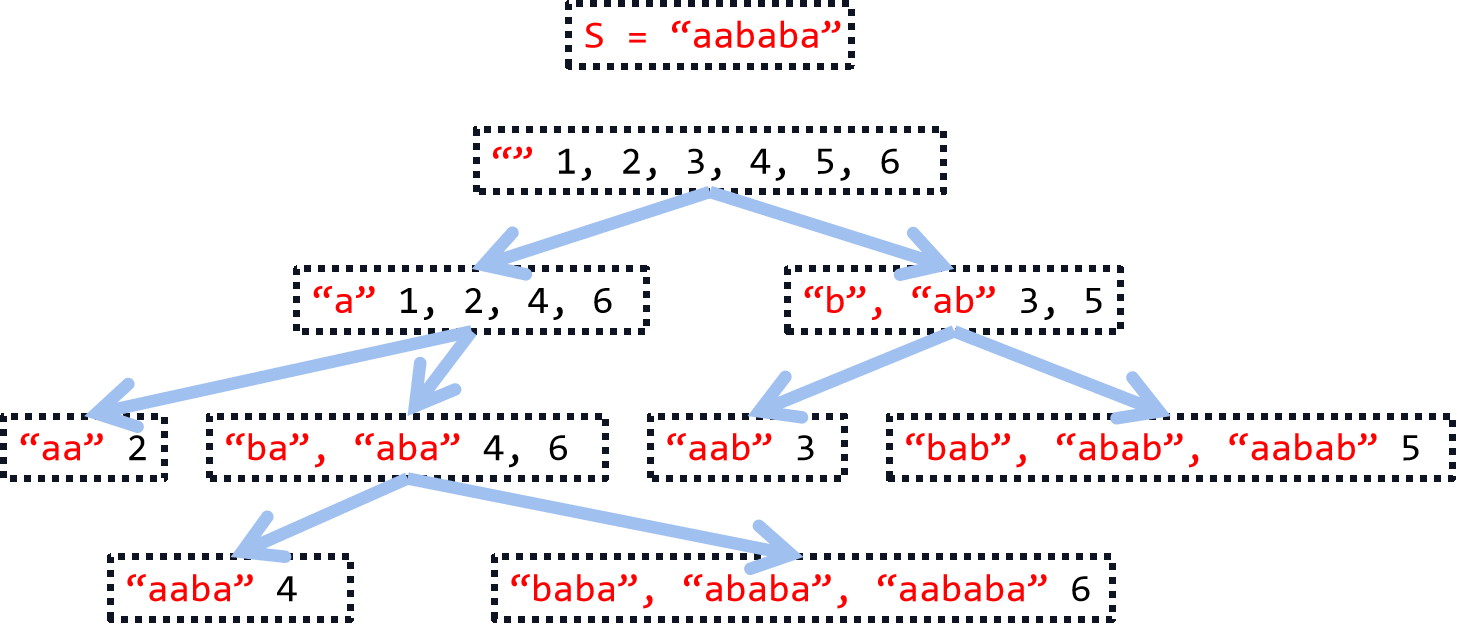 S = “aababa”
“” 1, 2, 3, 4, 5, 6
“a” 1, 2, 4, 6
“b”, “ab” 3, 5
“aa” 2
“ba”, “aba” 4, 6
“aab” 3
“bab”, “abab”, “aabab” 5
“aaba” 4
“baba”, “ababa”, “aababa” 6